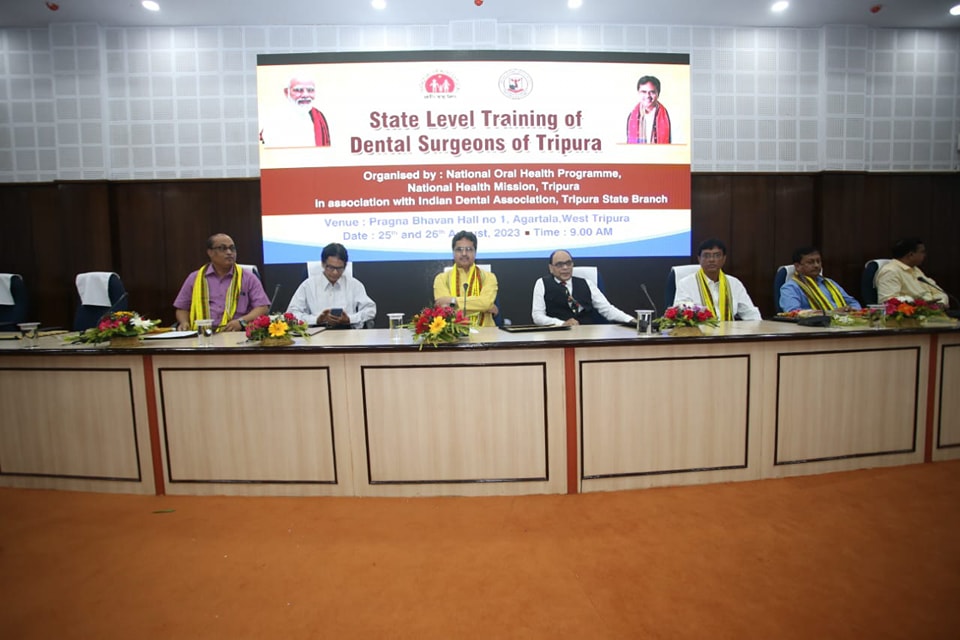 State Level Training of
Dental Surgeons of Tripura
Organised by : National Oral Health Programme,
National Health Mission, Tripura
in association with Indian Dental Association, Tripura State Branch
Venue : Pragna Bhavan Hall no 1, Agartala,West Tripura
Date : 25th and 26th August, 2023 ▪ Time : 9.00 AM